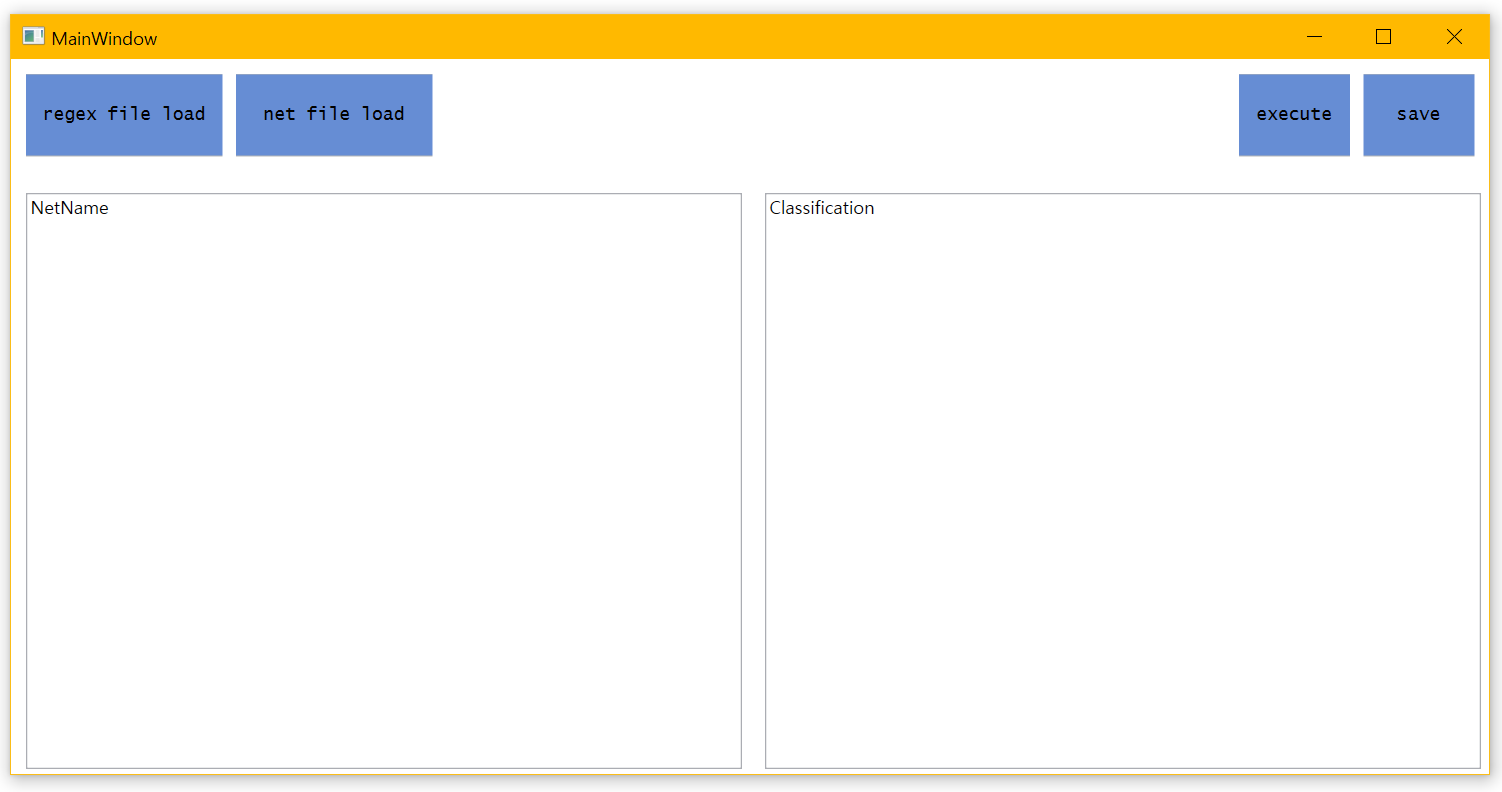 MainWindow
regex file load
net file load
execute
save
NetName
Classification